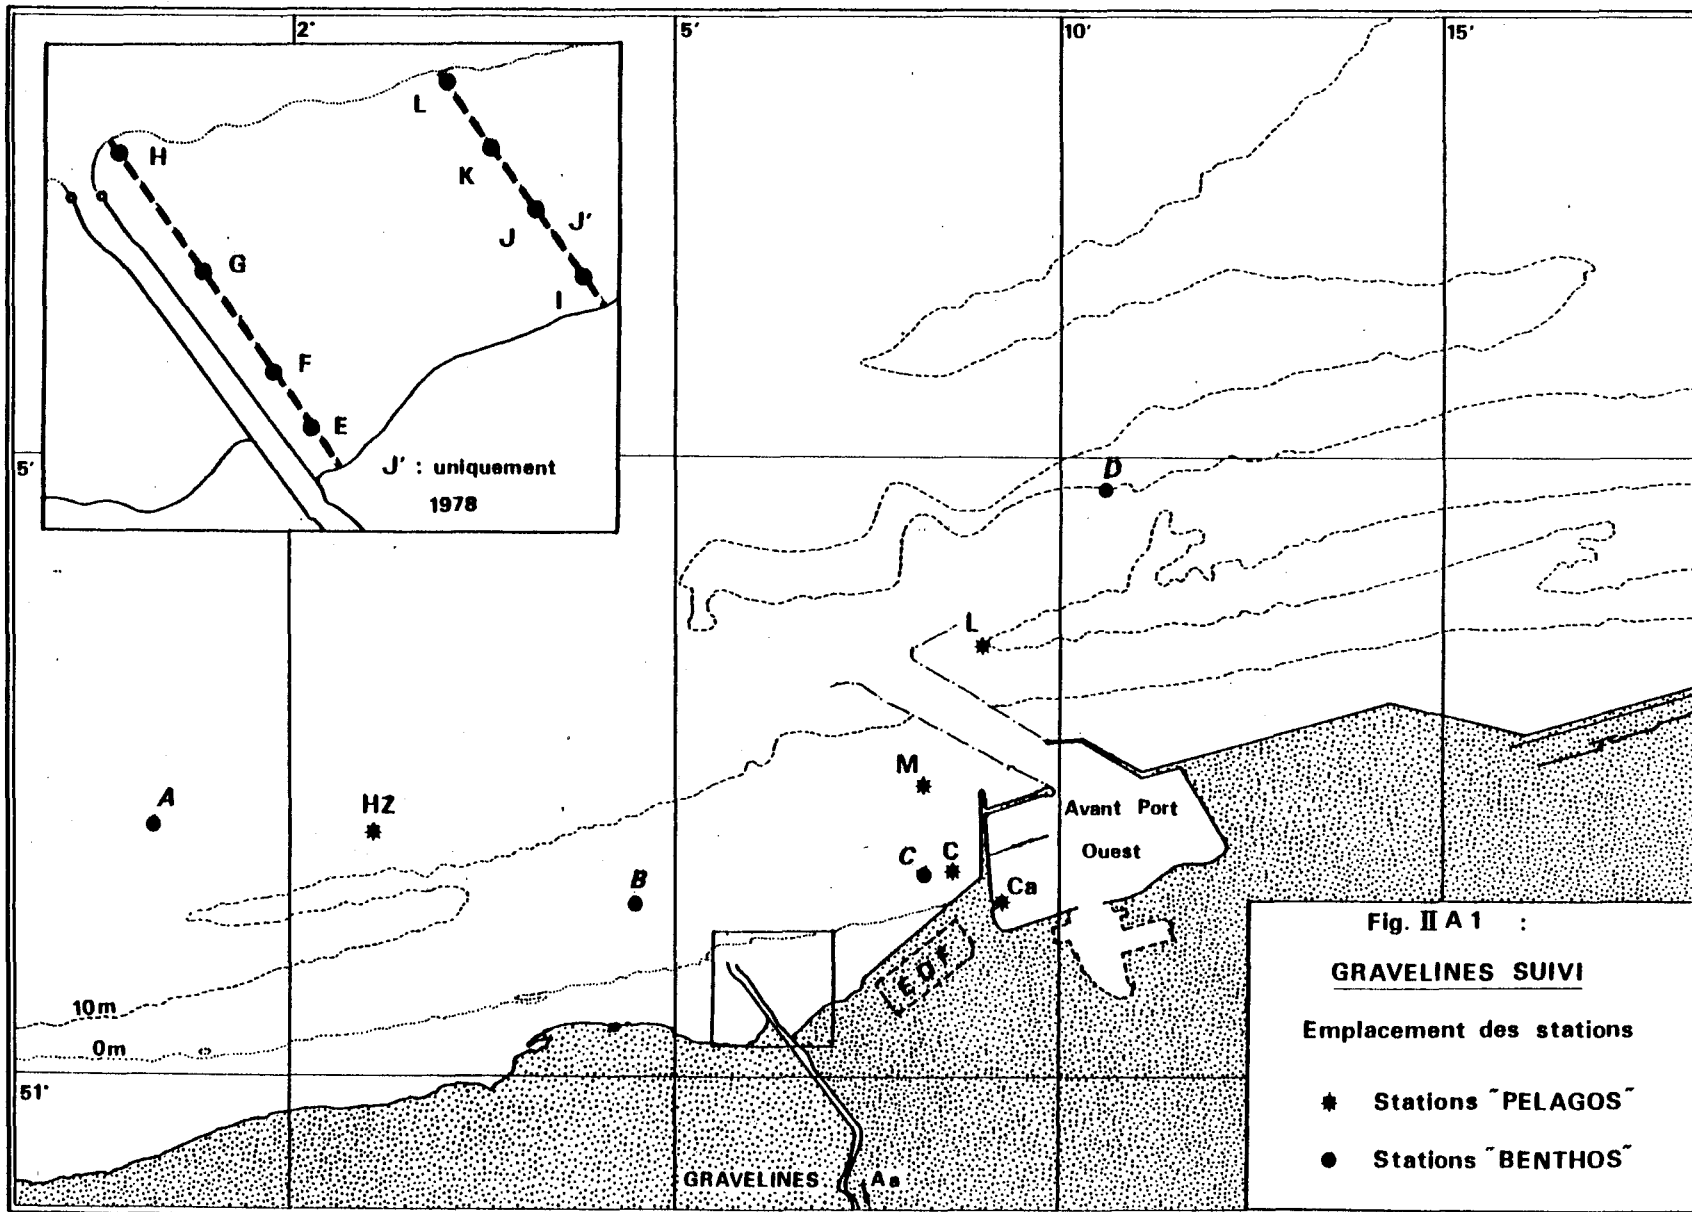 2°
5'
10'
15'
L
H
K
J'
J
G
I
F
E
J' : uniquement
1978
5'
D
L
M
A
HZ
Avant Port
Ouest
C
C
B
Ca
E D F
10m
0m
51°
GRAVELINES
Aa
Fig. II A 1 :
GRAVELINES SUIVI
Emplacement des stations
Stations "PELAGOS"
Stations "BENTHOS"